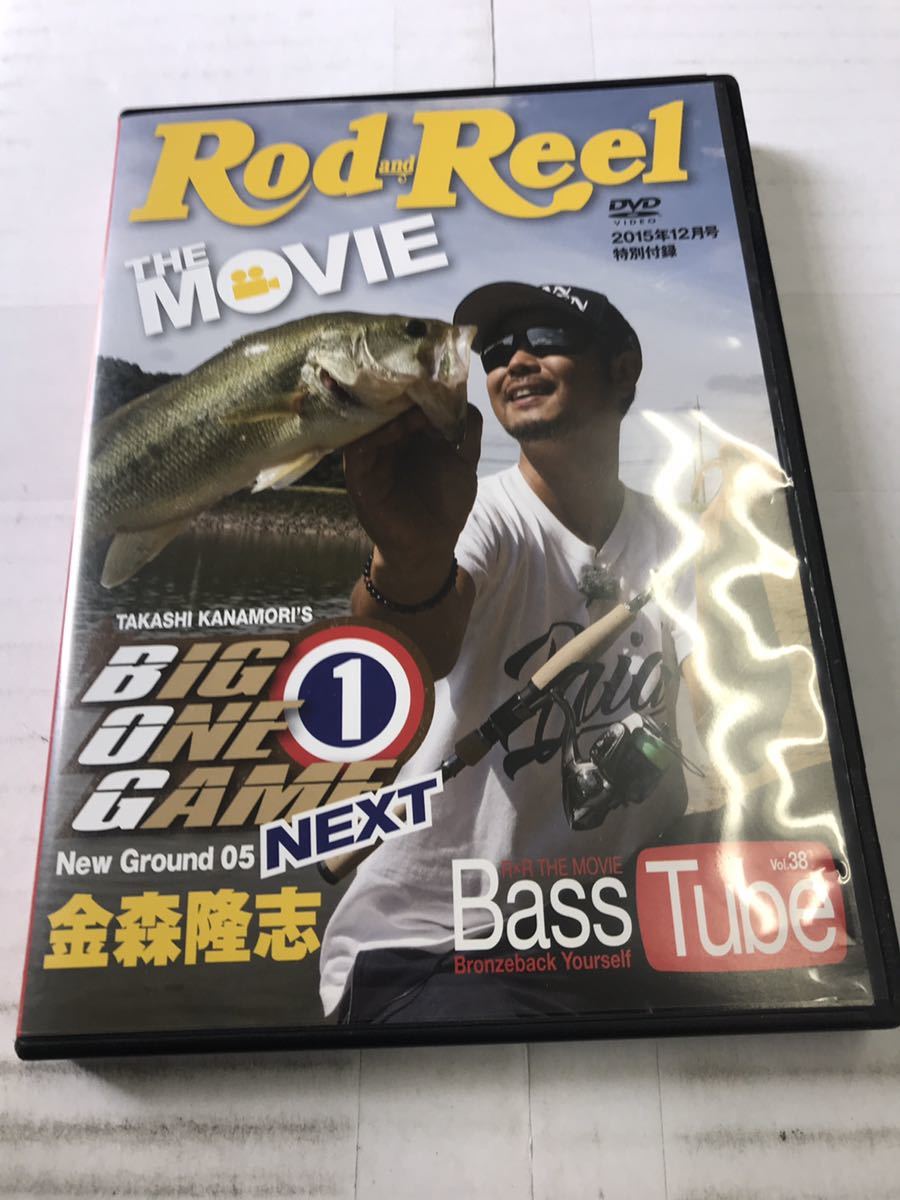 Rod and Reel
THE
MOVIE
DVD
VIDEO
2015年12月号
特別付録
TAKASHI KANAMORI'S
BIG
ONE
GAME
1
NEXT
New Ground 05
金森隆志
R×R THE MOVIE
Bass Tube
Vol.38
Bronzeback Yourself